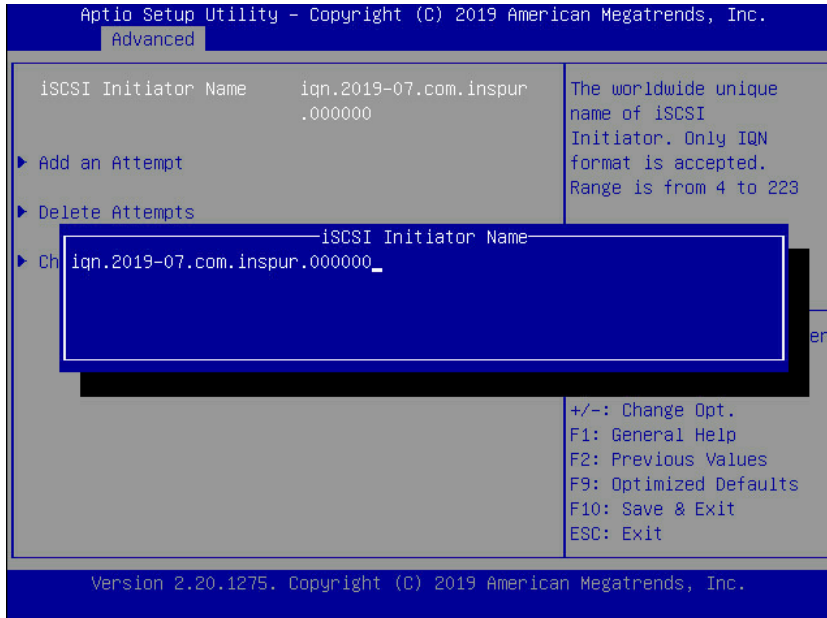 Aptio Setup Utility – Copyright (C) 2019 American Megatrends, Inc.
Advanced
iSCSI Initiator Name iqn.2019-07.com.inspur
.000000
Add an Attempt
Delete Attempts
Ch
iSCSI Initiator Name
iqn.2019-07.com.inspur.000000_
The worldwide unique
name of iSCSI
Initiator. Only IQN
format is accepted.
Range is from 4 to 223
er
+/-: Change Opt.
F1: General Help
F2: Previous Values
F9: Optimized Defaults
F10: Save & Exit
ESC: Exit
Version 2.20.1275. Copyright (C) 2019 American Megatrends, Inc.